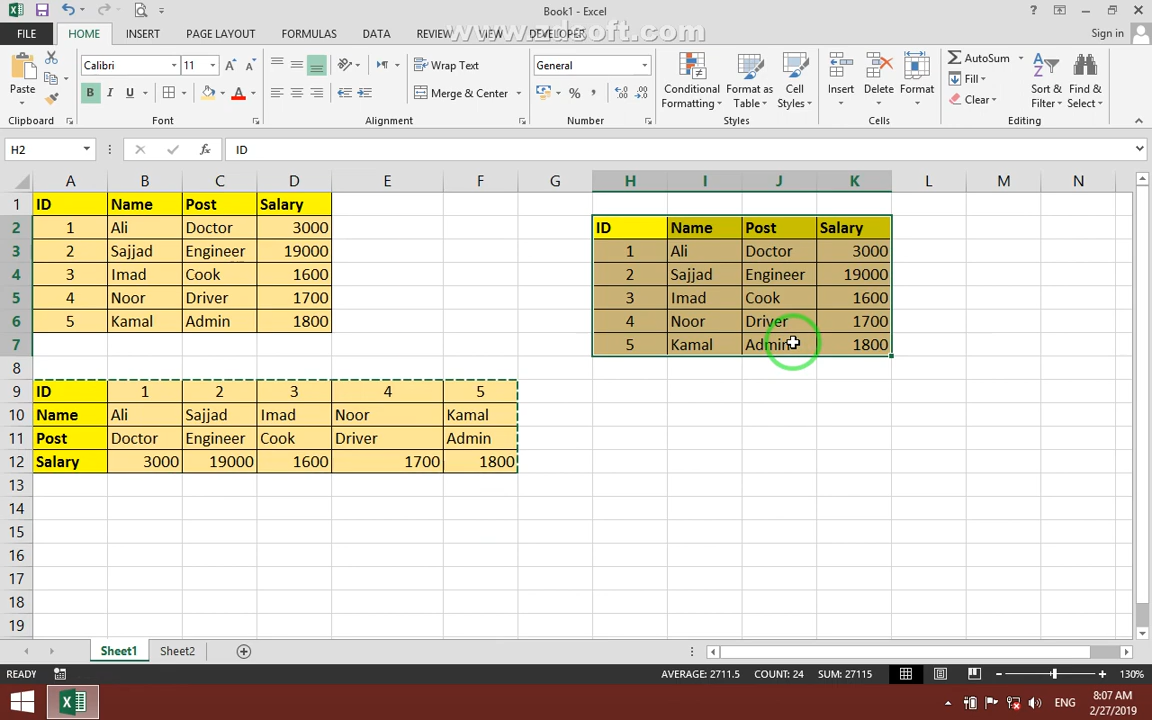 Book1 - Excel
www.zdsoft.com
FILE HOME INSERT PAGE LAYOUT FORMULAS DATA REVIEW VIEW DEVELOPER Sign in
Calibri 11 Wrap Text General AutoSum
Paste Conditional Formatting Format as Table Cell Styles Insert Delete Format Fill Sort & Filter Find & Select
B I U A Merge & Center % Clear
Clipboard Font Alignment Number Styles Cells Editing
H2 fx ID
A B C D E F G H I J K L M N
1 ID Name Post Salary
2 1 Ali Doctor 3000 ID Name Post Salary
3 2 Sajjad Engineer 19000 1 Ali Doctor 3000
4 3 Imad Cook 1600 2 Sajjad Engineer 19000
5 4 Noor Driver 1700 3 Imad Cook 1600
6 5 Kamal Admin 1800 4 Noor Driver 1700
7 5 Kamal Admin 1800
8
9 ID 1 2 3 4 5
10 Name Ali Sajjad Imad Noor Kamal
11 Post Doctor Engineer Cook Driver Admin
12 Salary 3000 19000 1600 1700 1800
13
14
15
16
17
18
19
Sheet1 Sheet2
READY AVERAGE: 2711.5 COUNT: 24 SUM: 27115 130%
ENG 8:07 AM
2/27/2019